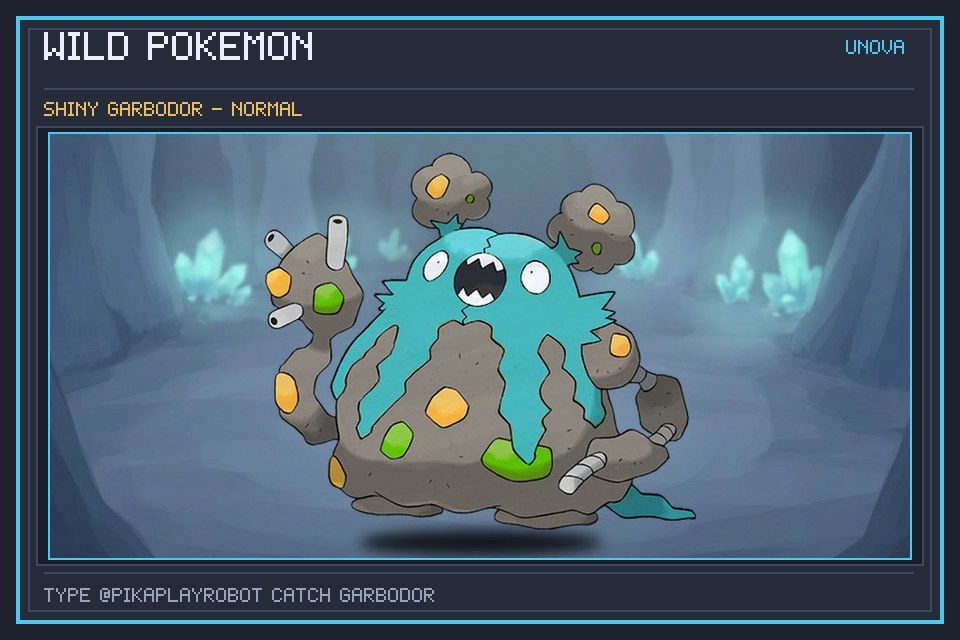 WILD POKEMON
UNOVA
SHINY GARBODOR - NORMAL
TYPE @PIKAPLAYROBOT CATCH GARBODOR